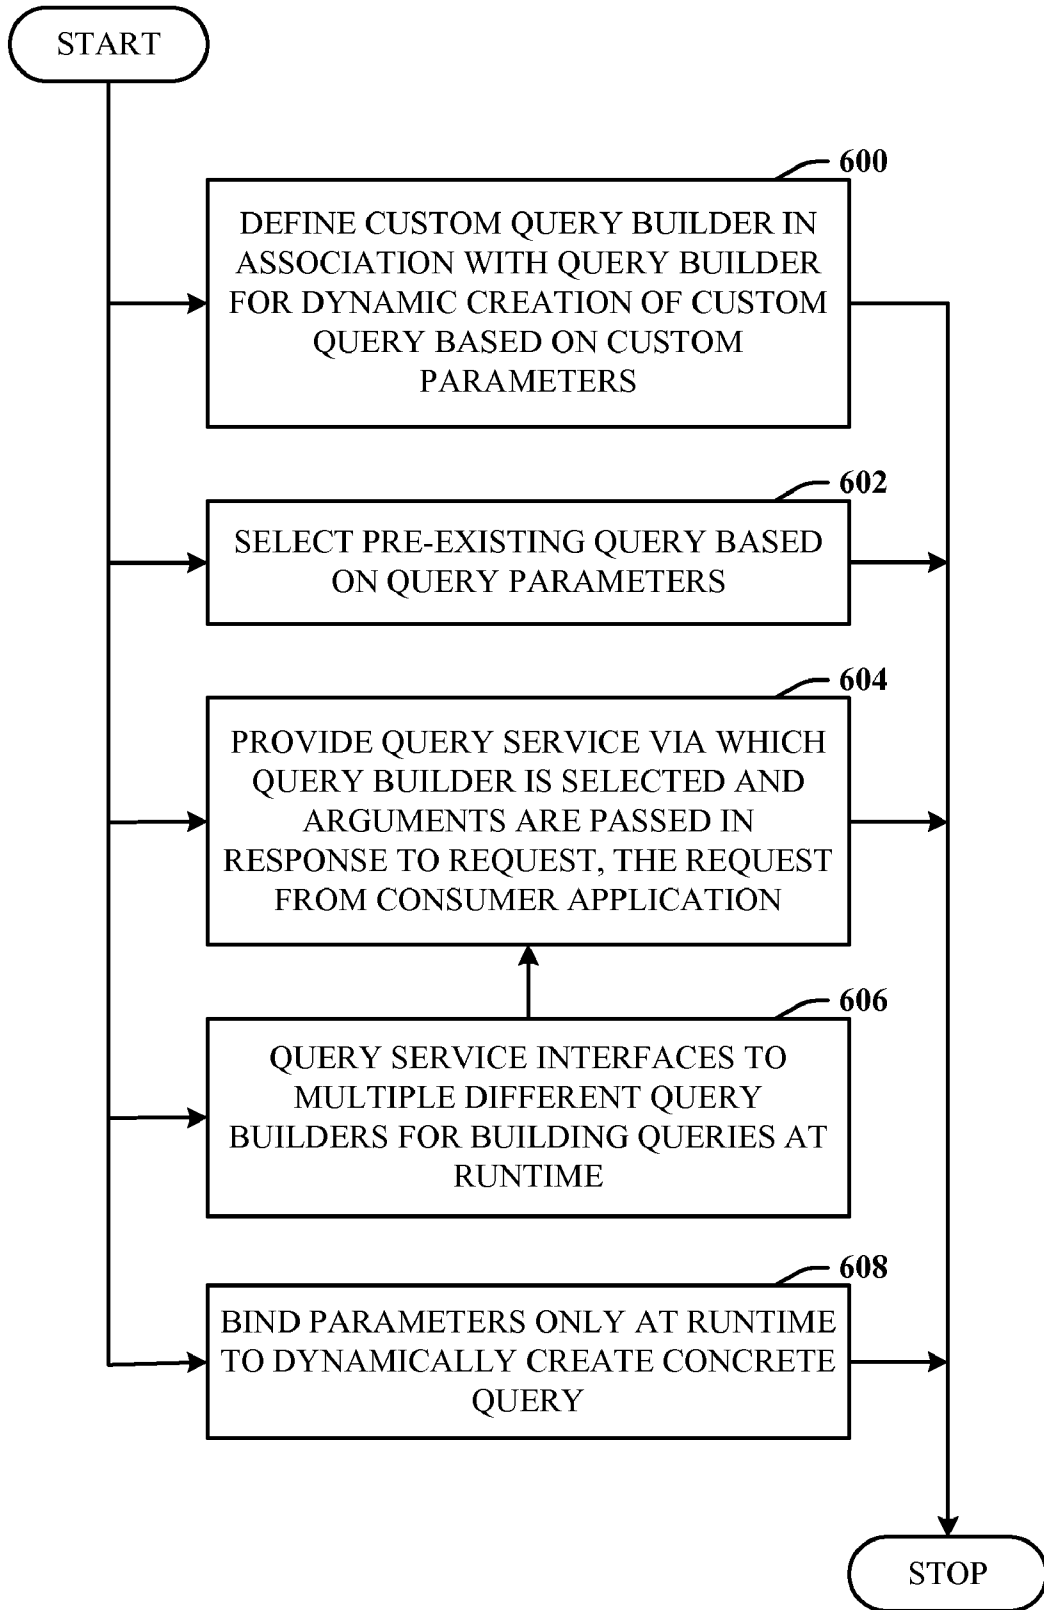 START
600
DEFINE CUSTOM QUERY BUILDER IN
ASSOCIATION WITH QUERY BUILDER
FOR DYNAMIC CREATION OF CUSTOM
QUERY BASED ON CUSTOM
PARAMETERS
602
SELECT PRE-EXISTING QUERY BASED
ON QUERY PARAMETERS
604
PROVIDE QUERY SERVICE VIA WHICH
QUERY BUILDER IS SELECTED AND
ARGUMENTS ARE PASSED IN
RESPONSE TO REQUEST, THE REQUEST
FROM CONSUMER APPLICATION
606
QUERY SERVICE INTERFACES TO
MULTIPLE DIFFERENT QUERY
BUILDERS FOR BUILDING QUERIES AT
RUNTIME
608
BIND PARAMETERS ONLY AT RUNTIME
TO DYNAMICALLY CREATE CONCRETE
QUERY
STOP